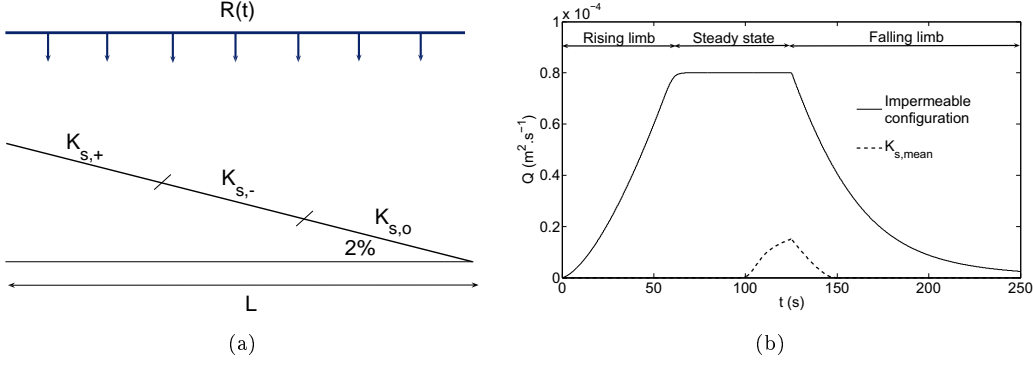 R(t)
K_{s,+}
K_{s,-}
K_{s,o}
2%
L
(a)
1 x 10^{-4}
Rising limb
Steady state
Falling limb
0.8
0.6
0.4
0.2
0
Q (m^2.s^{-1})
Impermeable
configuration
K_{s,mean}
0 50 100 150 200 250
t (s)
(b)